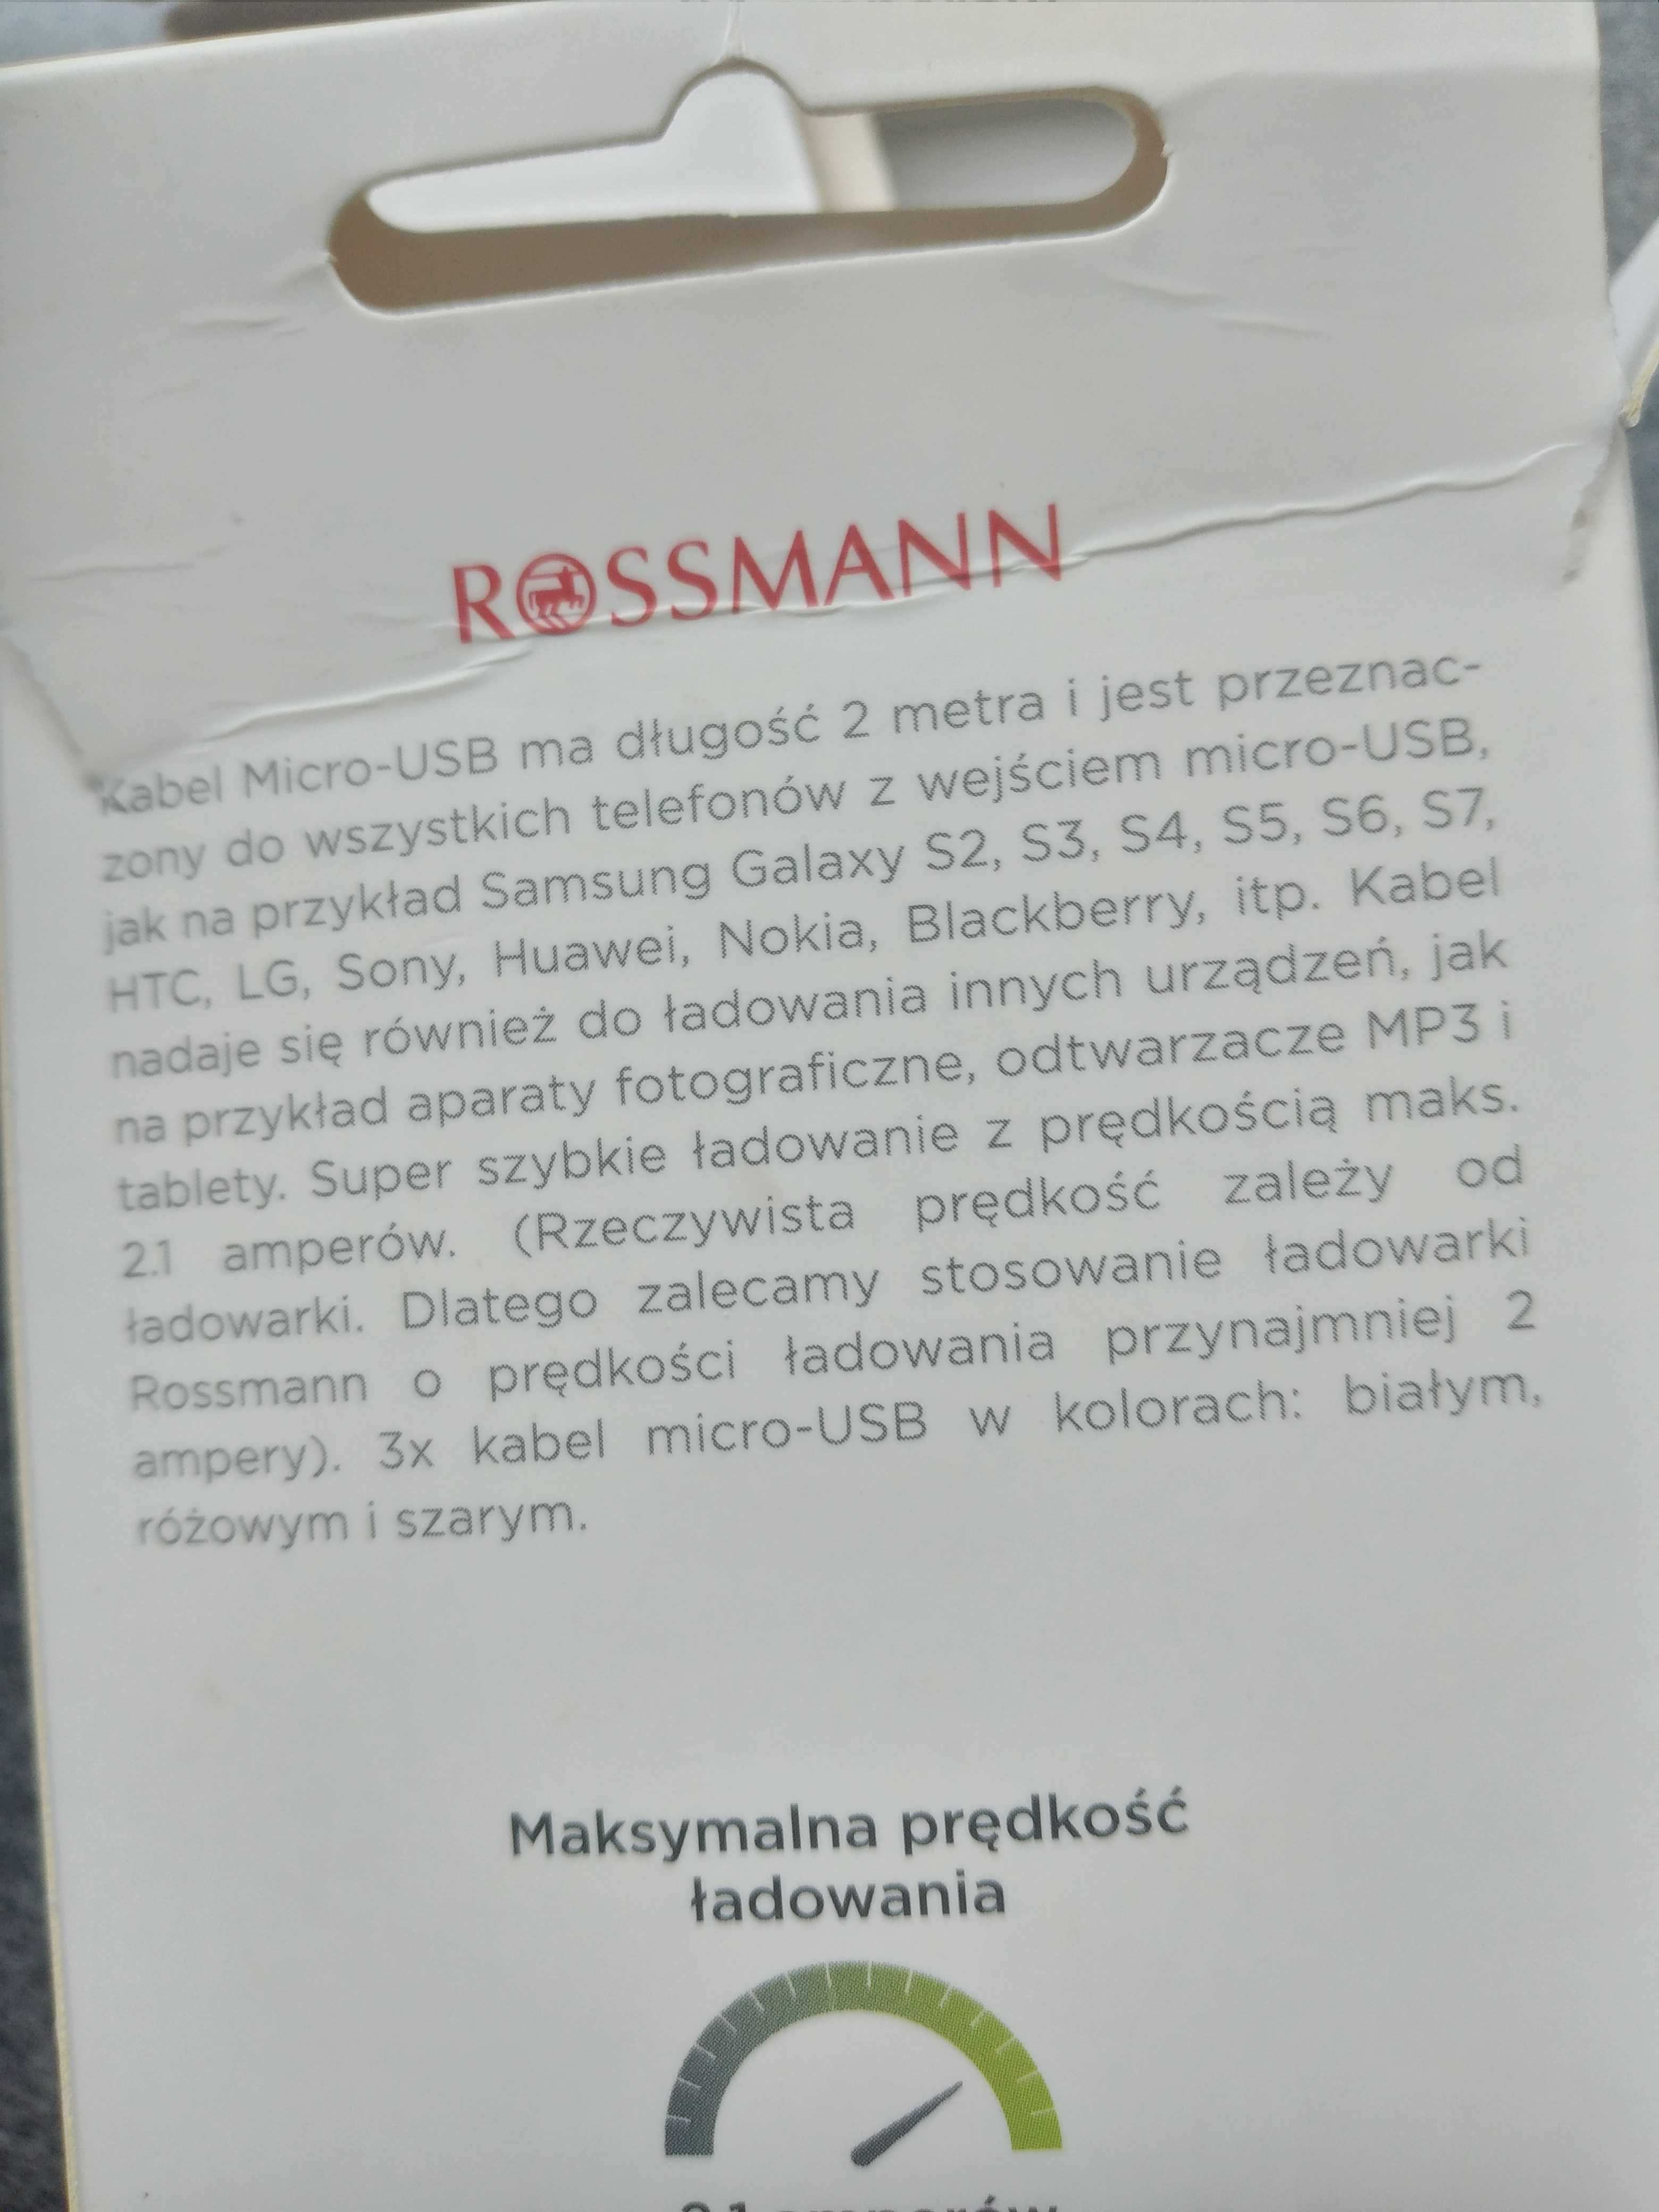 ROSSMANN
Kabel Micro-USB ma długość 2 metra i jest przeznac-
zony do wszystkich telefonów z wejściem micro-USB,
jak na przykład Samsung Galaxy S2, S3, S4, S5, S6, S7,
HTC, LG, Sony, Huawei, Nokia, Blackberry, itp. Kabel
nadaje się również do ładowania innych urządzeń, jak
na przykład aparaty fotograficzne, odtwarzacze MP3 i
tablety. Super szybkie ładowanie z prędkością maks.
2.1 amperów. (Rzeczywista prędkość zależy od
ładowarki. Dlatego zalecamy stosowanie ładowarki
Rossmann o prędkości ładowania przynajmniej 2
ampery). 3x kabel micro-USB w kolorach: białym,
różowym i szarym.
Maksymalna prędkość
ładowania
2.1 amperów